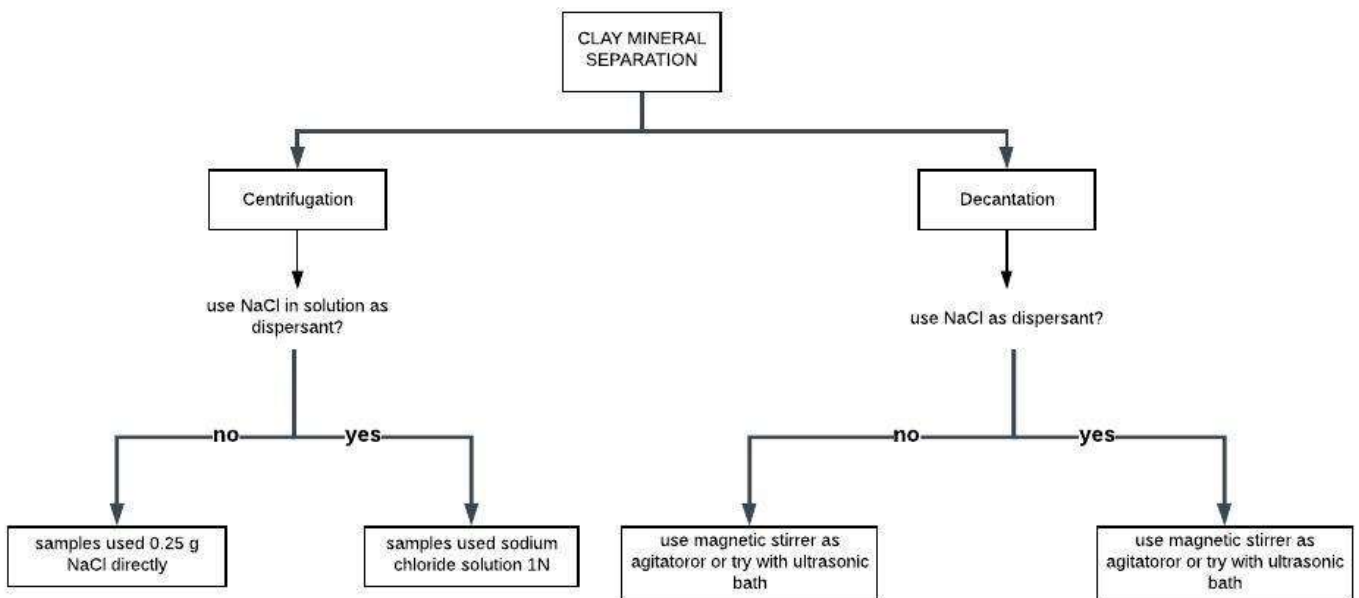 CLAY MINERAL
SEPARATION
Centrifugation
Decantation
use NaCl in solution as
dispersant?
use NaCl as dispersant?
no
yes
no
yes
samples used 0.25 g
NaCl directly
samples used sodium
chloride solution 1N
use magnetic stirrer as
agitatoror or try with ultrasonic
bath
use magnetic stirrer as
agitatoror or try with ultrasonic
bath